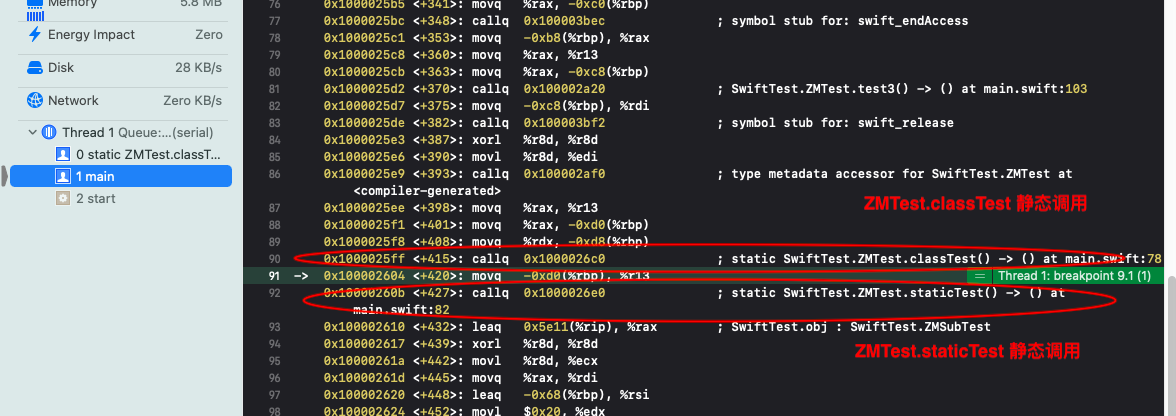 Memory 5.8 MB
Energy Impact Zero
Disk 28 KB/s
Network Zero KB/s
Thread 1 Queue:...(serial)
0 static ZMTest.classT...
1 main
2 start
76 0x1000025b5 <+341>: movq %rax, -0xc0(%rbp)
77 0x1000025bc <+348>: callq 0x100003bec ; symbol stub for: swift_endAccess
78 0x1000025c1 <+353>: movq -0xb8(%rbp), %rax
79 0x1000025c8 <+360>: movq %rax, %r13
80 0x1000025cb <+363>: movq %rax, -0xc8(%rbp)
81 0x1000025d2 <+370>: callq 0x100002a20 ; SwiftTest.ZMTest.test3() -> () at main.swift:103
82 0x1000025d7 <+375>: movq -0xc8(%rbp), %rdi
83 0x1000025de <+382>: callq 0x100003bf2 ; symbol stub for: swift_release
84 0x1000025e3 <+387>: xorl %r8d, %r8d
85 0x1000025e6 <+390>: movl %r8d, %edi
86 0x1000025e9 <+393>: callq 0x100002af0 ; type metadata accessor for SwiftTest.ZMTest at
<compiler-generated>
87 0x1000025ee <+398>: movq %rax, %r13
ZMTest.classTest 静态调用
88 0x1000025f1 <+401>: movq %rax, -0xd0(%rbp)
89 0x1000025f8 <+408>: movq %rdx, -0xd8(%rbp)
90 0x1000025ff <+415>: callq 0x1000026c0 ; static SwiftTest.ZMTest.classTest() -> () at main.swift:78
91 -> 0x100002604 <+420>: movq -0xd0(%rbp), %r13 = Thread 1: breakpoint 9.1 (1)
92 0x10000260b <+427>: callq 0x1000026e0 ; static SwiftTest.ZMTest.staticTest() -> () at
main.swift:82
93 0x100002610 <+432>: leaq 0x5e11(%rip), %rax ; SwiftTest.obj : SwiftTest.ZMSubTest
94 0x100002617 <+439>: xorl %r8d, %r8d
ZMTest.staticTest 静态调用
95 0x10000261a <+442>: movl %r8d, %ecx
96 0x10000261d <+445>: movq %rax, %rdi
97 0x100002620 <+448>: leaq -0x68(%rbp), %rsi
98 0x100002624 <+452>: movl $0x20, %edx